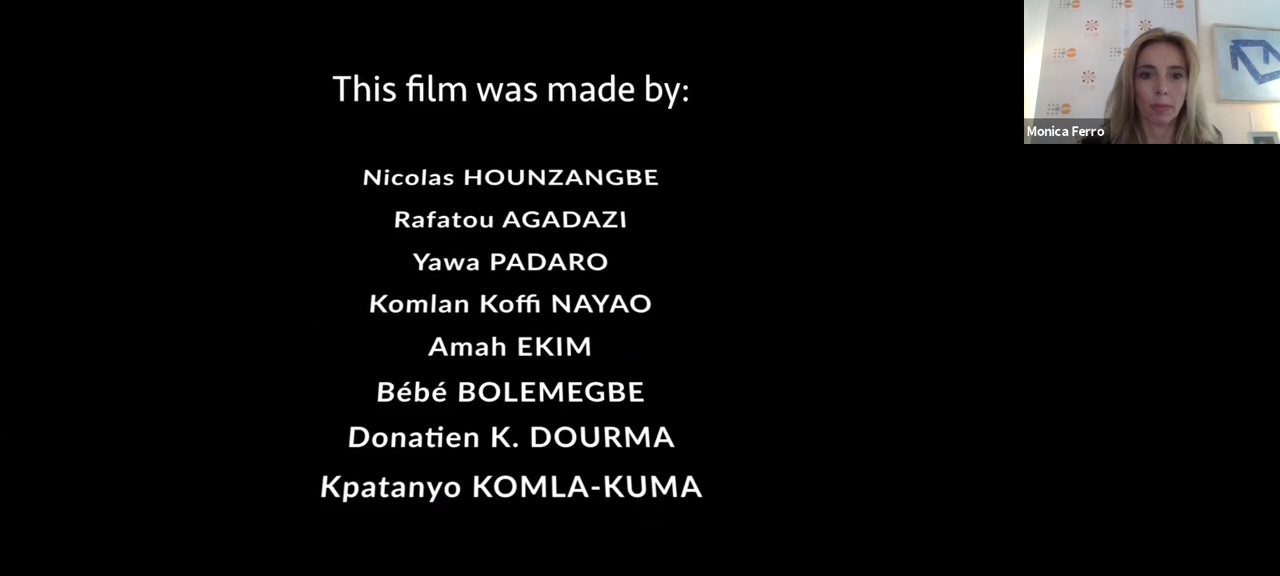 This film was made by:
Nicolas HOUNZANGBE
Rafatou AGADAZI
Yawa PADARO
Komlan Koffi NAYAO
Amah EKIM
Bébé BOLEMEGBE
Donatien K. DOURMA
Kpatanyo KOMLA-KUMA
Monica Ferro